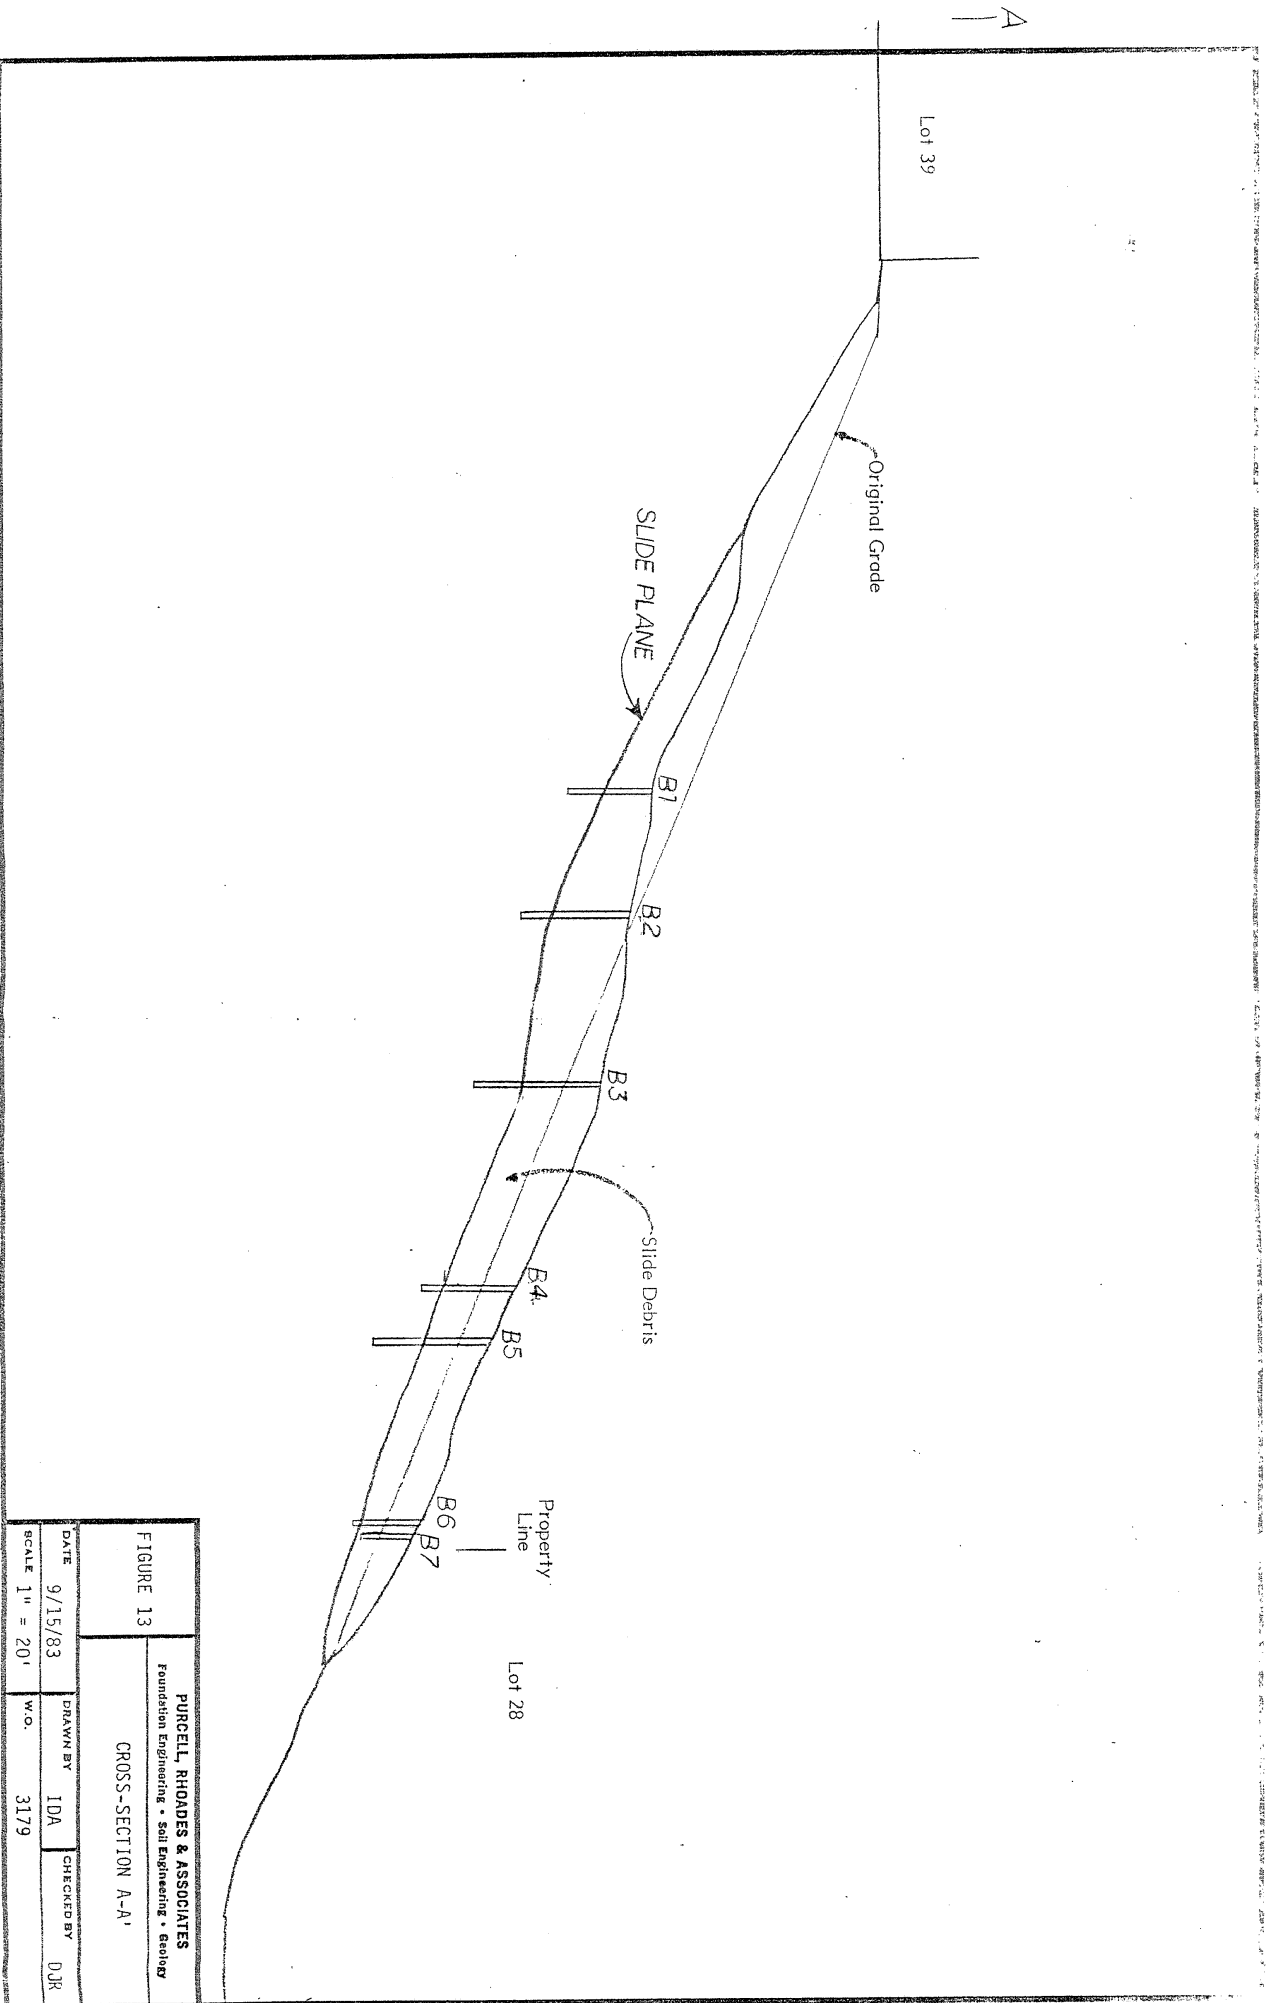 A
Lot 39
Original Grade
SLIDE PLANE
B1
B2
B3
Slide Debris
B4
B5
B6
B7
Property
Line
Lot 28
FIGURE 13
PURCELL, RHOADES & ASSOCIATES
Foundation Engineering • Soil Engineering • Geology
CROSS-SECTION A-A'
DATE 9/15/83
DRAWN BY IDA
CHECKED BY DJR
SCALE 1" = 20'
W.O. 3179